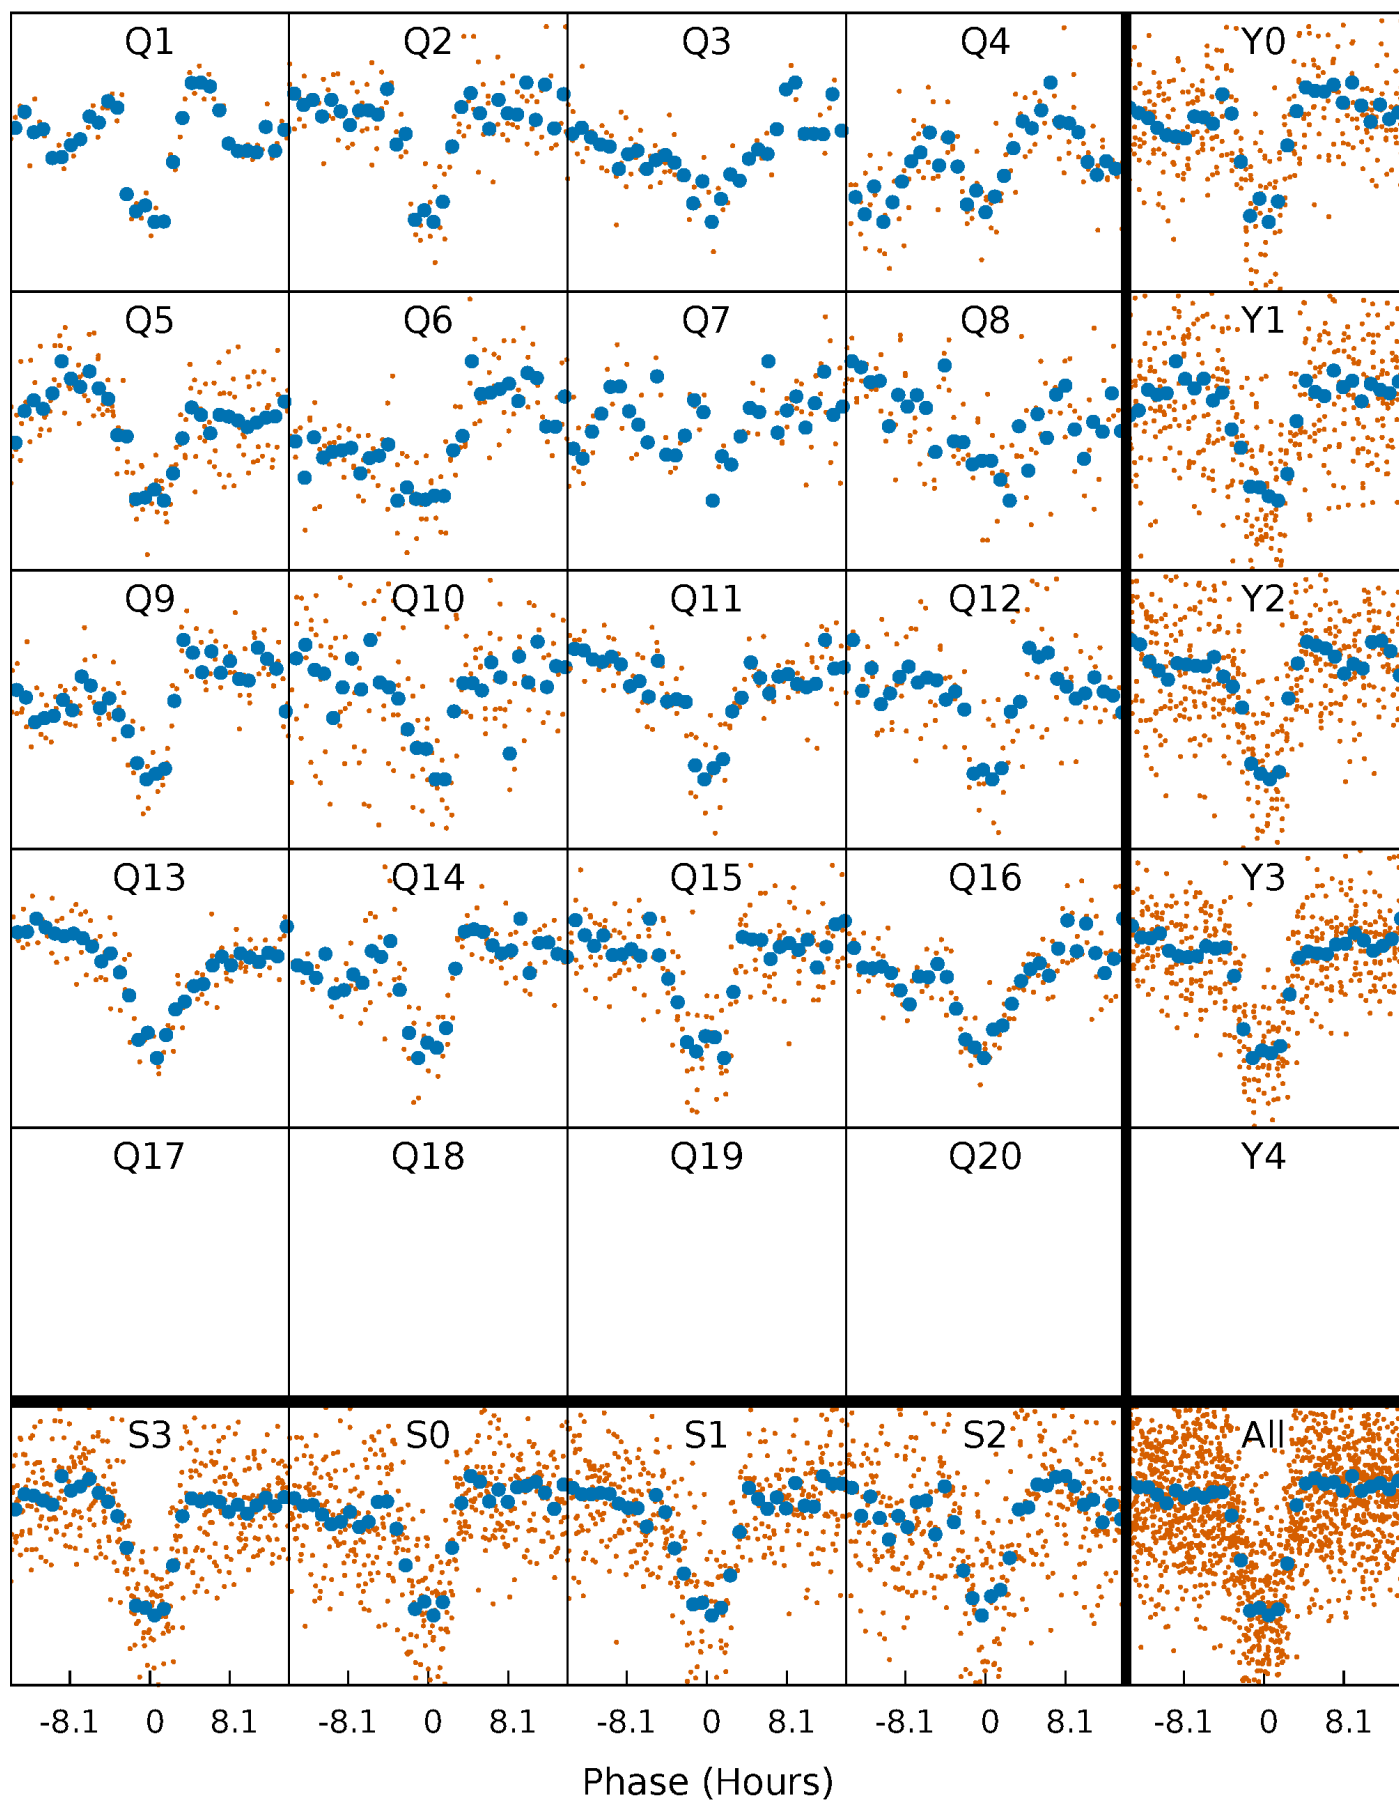 Q1 Q2 Q3 Q4 Y0
Q5 Q6 Q7 Q8 Y1
Q9 Q10 Q11 Q12 Y2
Q13 Q14 Q15 Q16 Y3
Q17 Q18 Q19 Q20 Y4
S3 S0 S1 S2 All
-8.1 0 8.1 -8.1 0 8.1 -8.1 0 8.1 -8.1 0 8.1 -8.1 0 8.1
Phase (Hours)